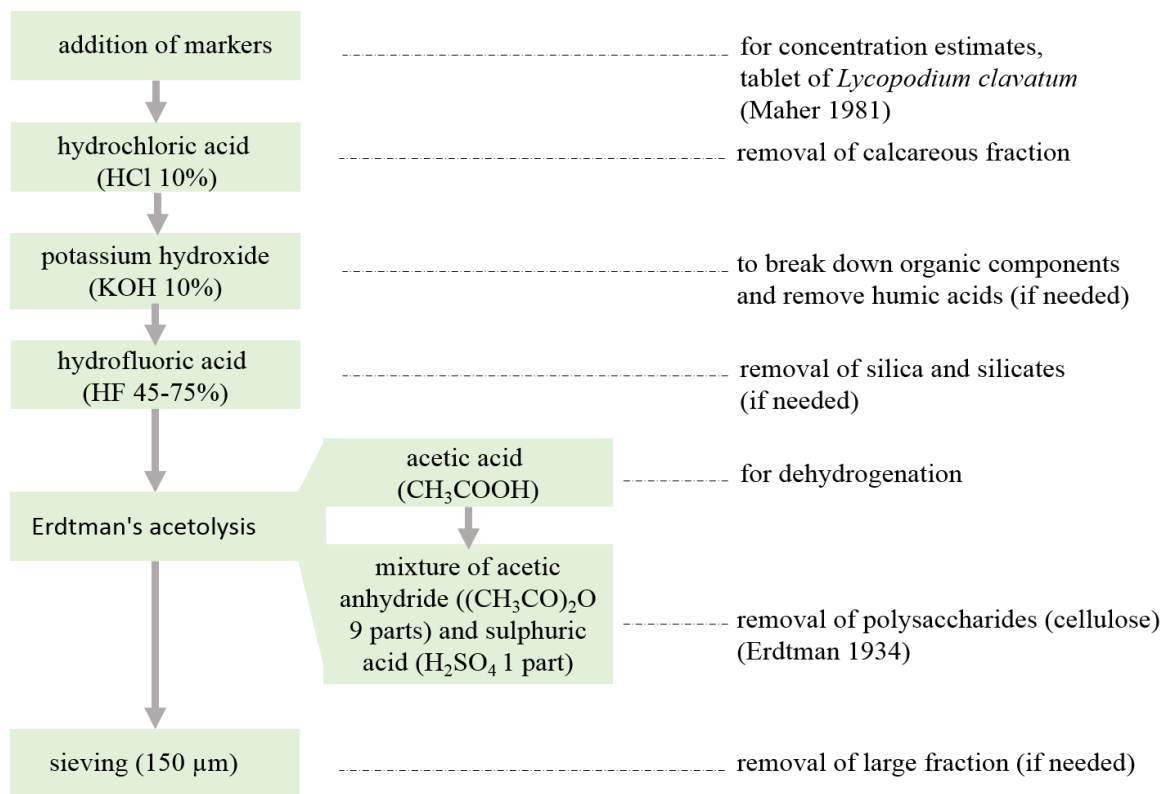 addition of markers
for concentration estimates,
tablet of Lycopodium clavatum
(Maher 1981)
hydrochloric acid
(HCl 10%)
removal of calcareous fraction
potassium hydroxide
(KOH 10%)
to break down organic components
and remove humic acids (if needed)
hydrofluoric acid
(HF 45-75%)
removal of silica and silicates
(if needed)
Erdtman's acetolysis
acetic acid
(CH₃COOH)
for dehydrogenation
mixture of acetic
anhydride ((CH₃CO)₂O
9 parts) and sulphuric
acid (H₂SO₄ 1 part)
removal of polysaccharides (cellulose)
(Erdtman 1934)
sieving (150 µm)
removal of large fraction (if needed)